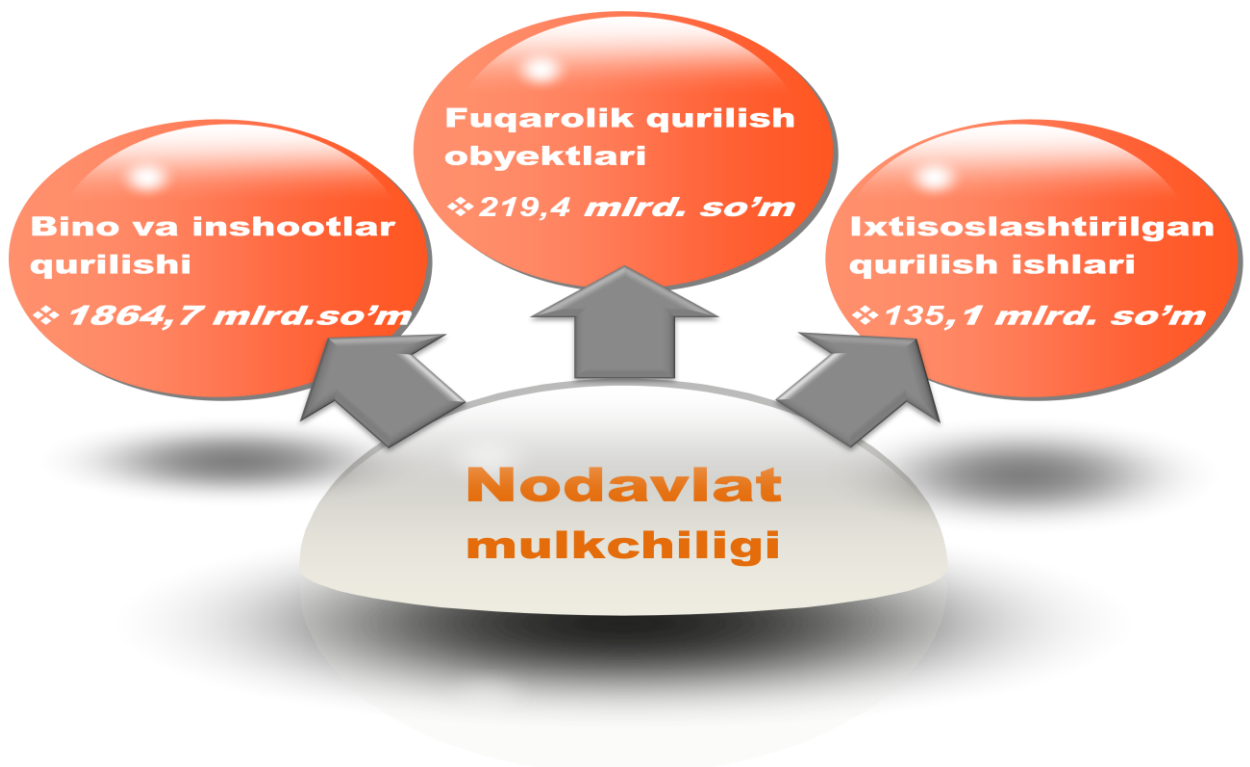 Fuqarolik qurilish
obyektlari
❖219,4 mlrd. so’m
Bino va inshootlar
qurilishi
❖ 1864,7 mlrd.so’m
Ixtisoslashtirilgan
qurilish ishlari
❖135,1 mlrd. so’m
Nodavlat
mulkchiligi